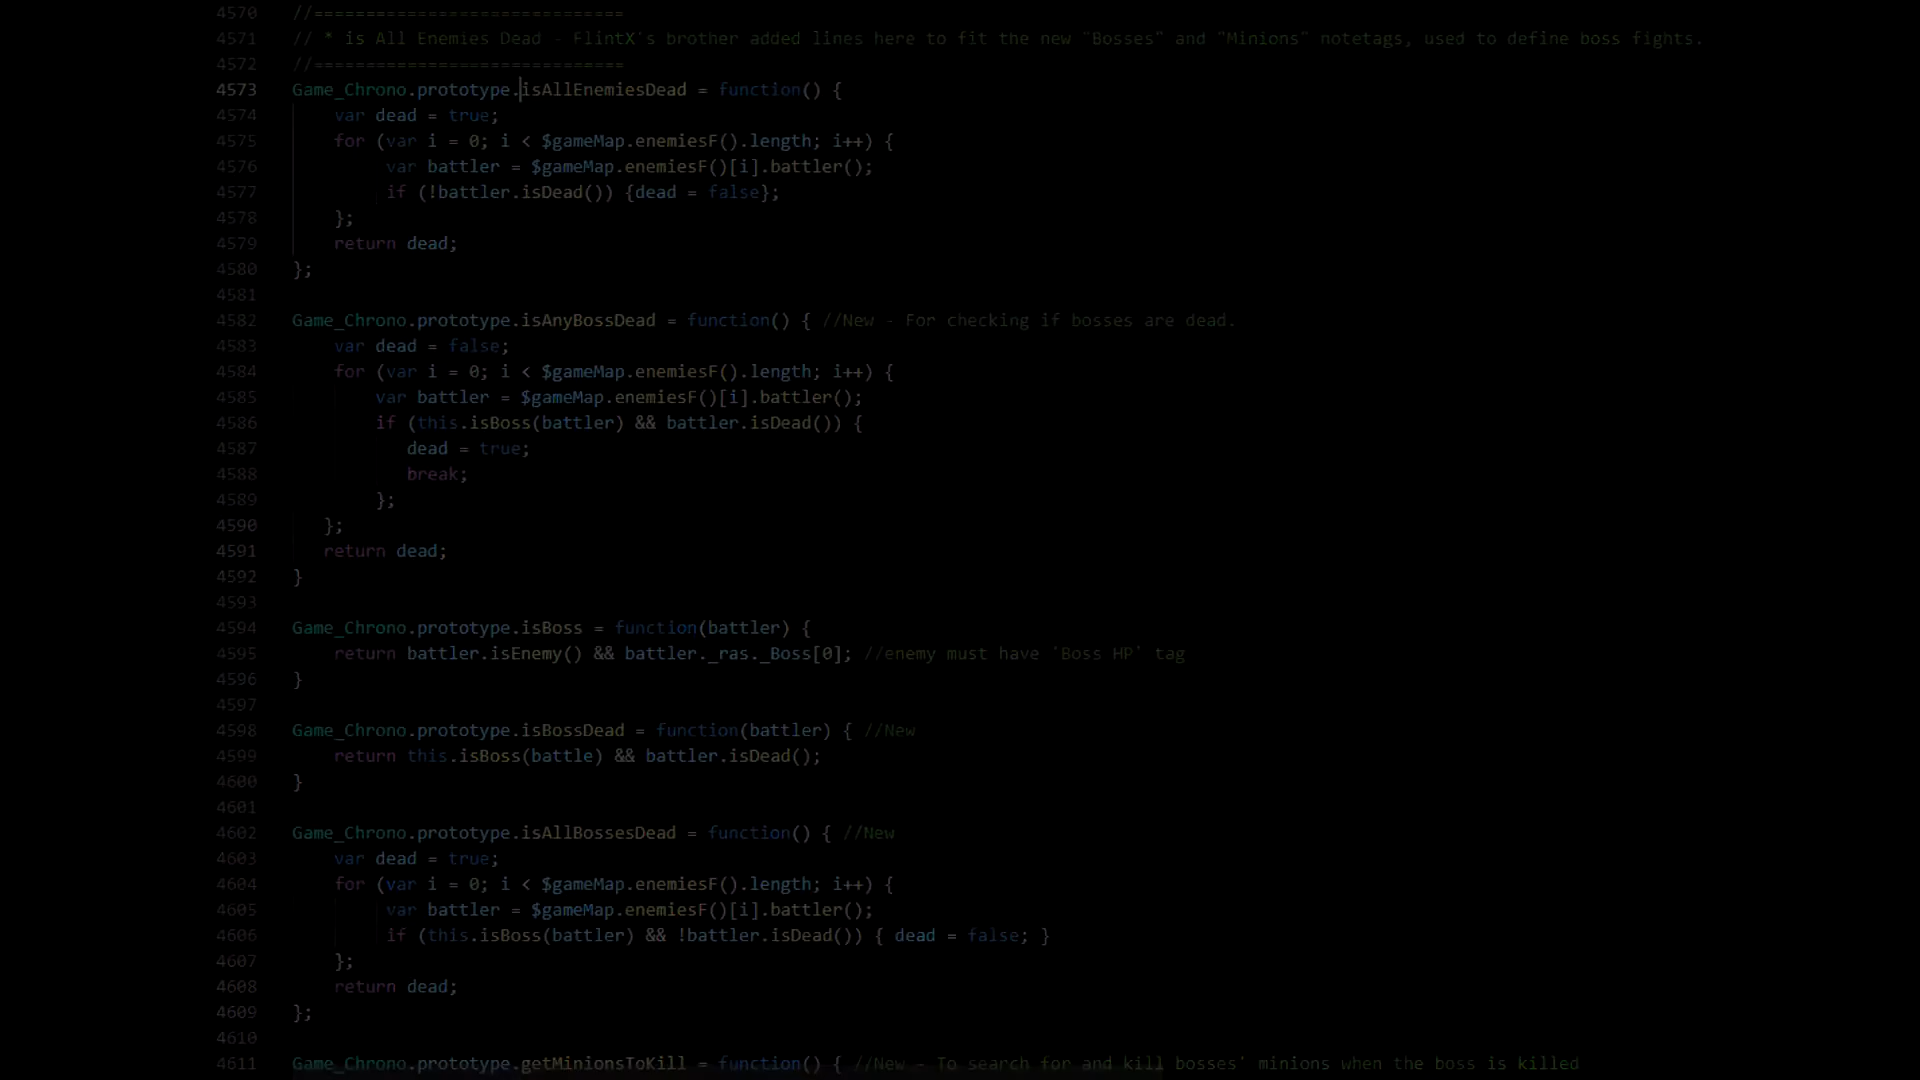 4570 //==============================
4571 // * is All Enemies Dead - FlintX's brother added lines here to fit the new "Bosses" and "Minions" notetags, used to define boss fights.
4572 //==============================
4573 Game_Chrono.prototype.isAllEnemiesDead = function() {
4574 var dead = true;
4575 for (var i = 0; i < $gameMap.enemiesF().length; i++) {
4576 var battler = $gameMap.enemiesF()[i].battler();
4577 if (!battler.isDead()) {dead = false};
4578 };
4579 return dead;
4580 };
4581
4582 Game_Chrono.prototype.isAnyBossDead = function() { //New - For checking if bosses are dead.
4583 var dead = false;
4584 for (var i = 0; i < $gameMap.enemiesF().length; i++) {
4585 var battler = $gameMap.enemiesF()[i].battler();
4586 if (this.isBoss(battler) && battler.isDead()) {
4587 dead = true;
4588 break;
4589 };
4590 };
4591 return dead;
4592 }
4593
4594 Game_Chrono.prototype.isBoss = function(battler) {
4595 return battler.isEnemy() && battler._ras._Boss[0]; //enemy must have 'Boss HP' tag
4596 }
4597
4598 Game_Chrono.prototype.isBossDead = function(battler) { //New
4599 return this.isBoss(battle) && battler.isDead();
4600 }
4601
4602 Game_Chrono.prototype.isAllBossesDead = function() { //New
4603 var dead = true;
4604 for (var i = 0; i < $gameMap.enemiesF().length; i++) {
4605 var battler = $gameMap.enemiesF()[i].battler();
4606 if (this.isBoss(battler) && !battler.isDead()) { dead = false; }
4607 };
4608 return dead;
4609 };
4610
4611 Game_Chrono.prototype.getMinionsToKill = function() { //New - To search for and kill bosses' minions when the boss is killed